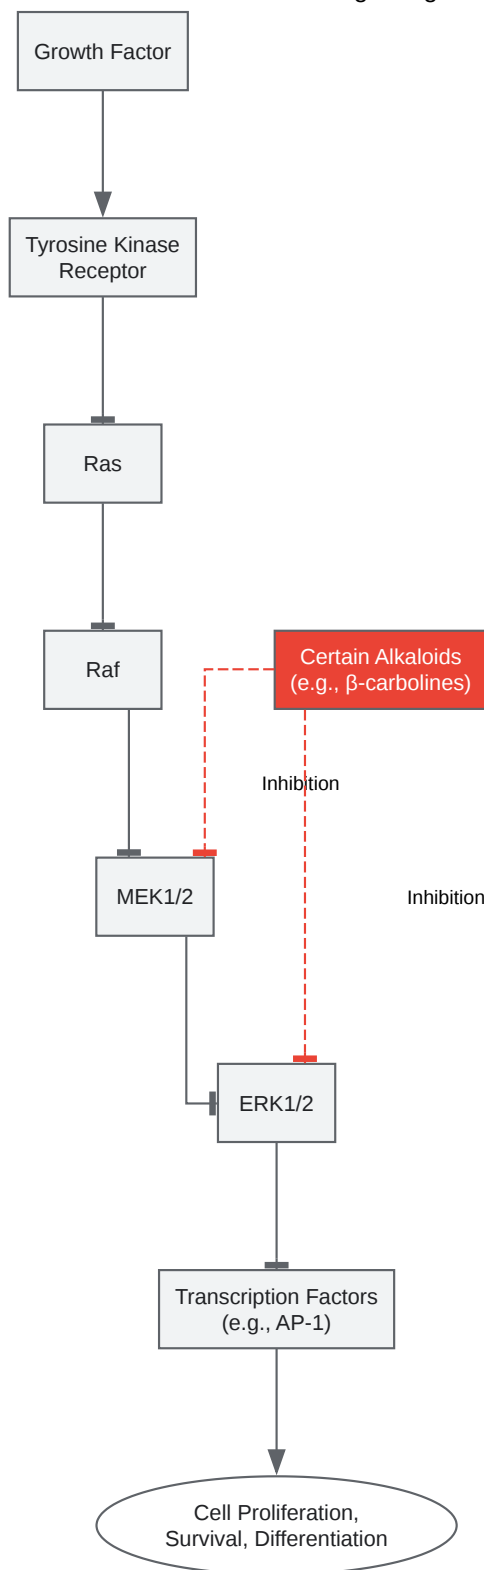 Growth Factor
Tyrosine Kinase
Receptor
Ras
Raf
Certain Alkaloids
(e.g., β-carbolines)
Inhibition
MEK1/2
Inhibition
ERK1/2
Transcription Factors
(e.g., AP-1)
Cell Proliferation,
Survival, Differentiation